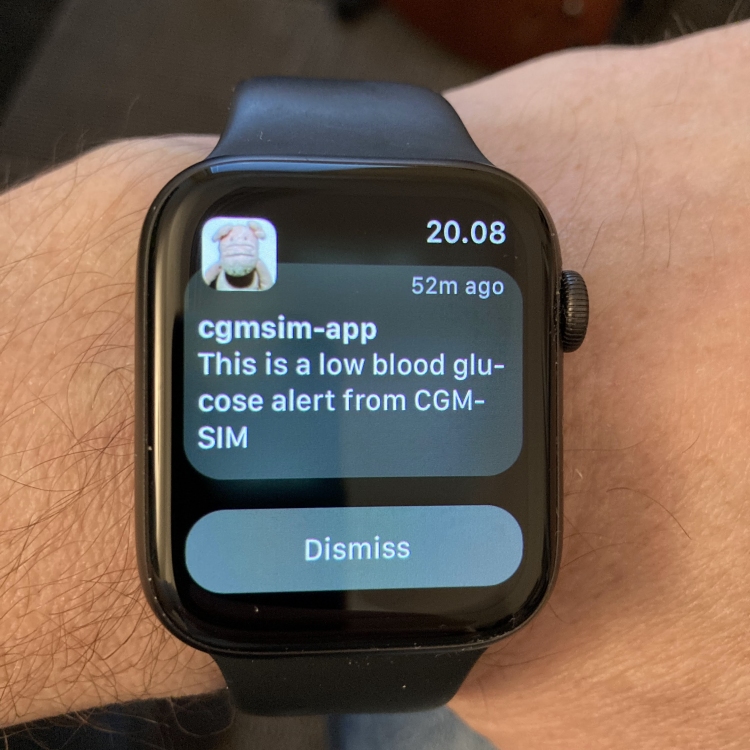 20.08
52m ago
cgmsim-app
This is a low blood glu-
cose alert from CGM-
SIM
Dismiss